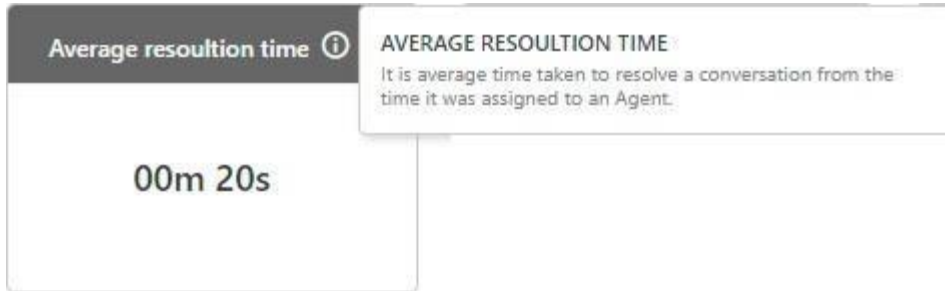 Average resoultion time
AVERAGE RESOULTION TIME
It is average time taken to resolve a conversation from the
time it was assigned to an Agent.
00m 20s